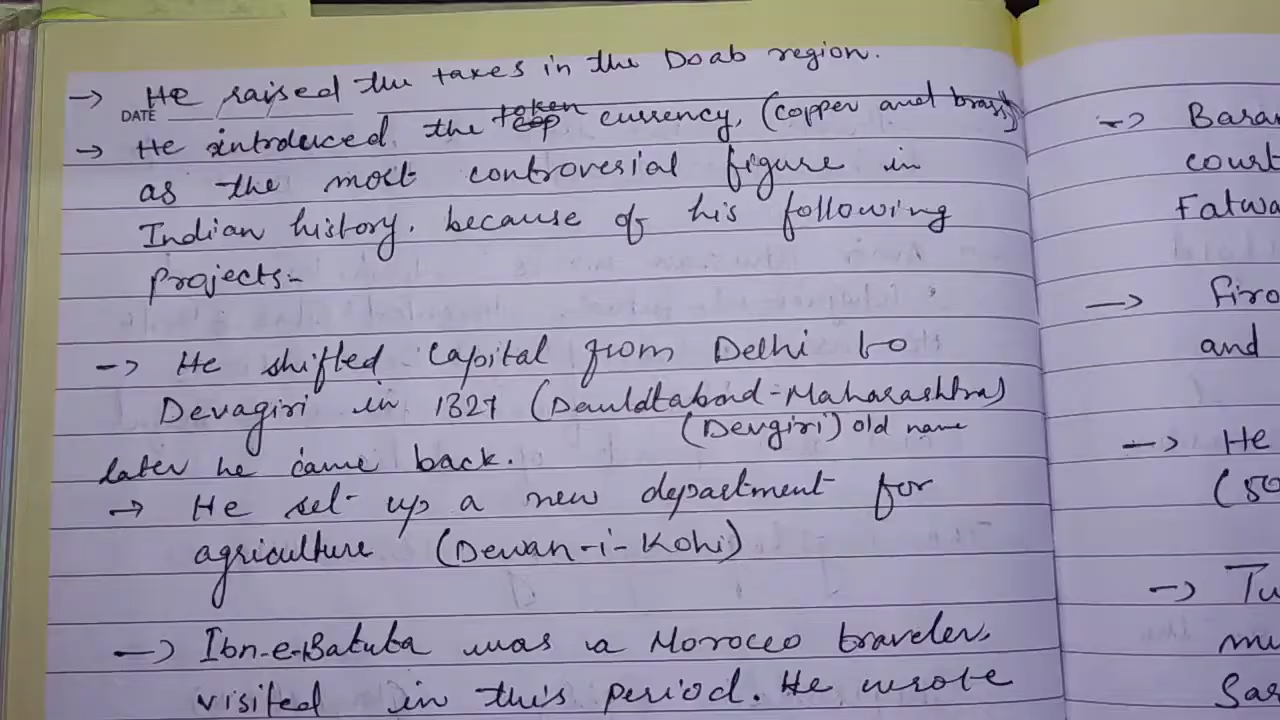 → He raised the taxes in the Doab region.
DATE
→ He introduced the token currency, (copper and brass)
as the most controversial figure in
Indian history, because of his following
Projects-
→ He shifted Capital from Delhi to
Devagiri in 1327 (Dauldtabad-Maharashtra)
(Devgiri) old name
later he came back.
→ He set up a new department for
agriculture (Dewan-i-Kohi)
→ Ibn-e-Batuta was a Morocco traveler,
visited in this period. He wrote
→ Baran
court
Fatwa
→ Firo
and
→ He
(50
→ Tu
mu
Sar